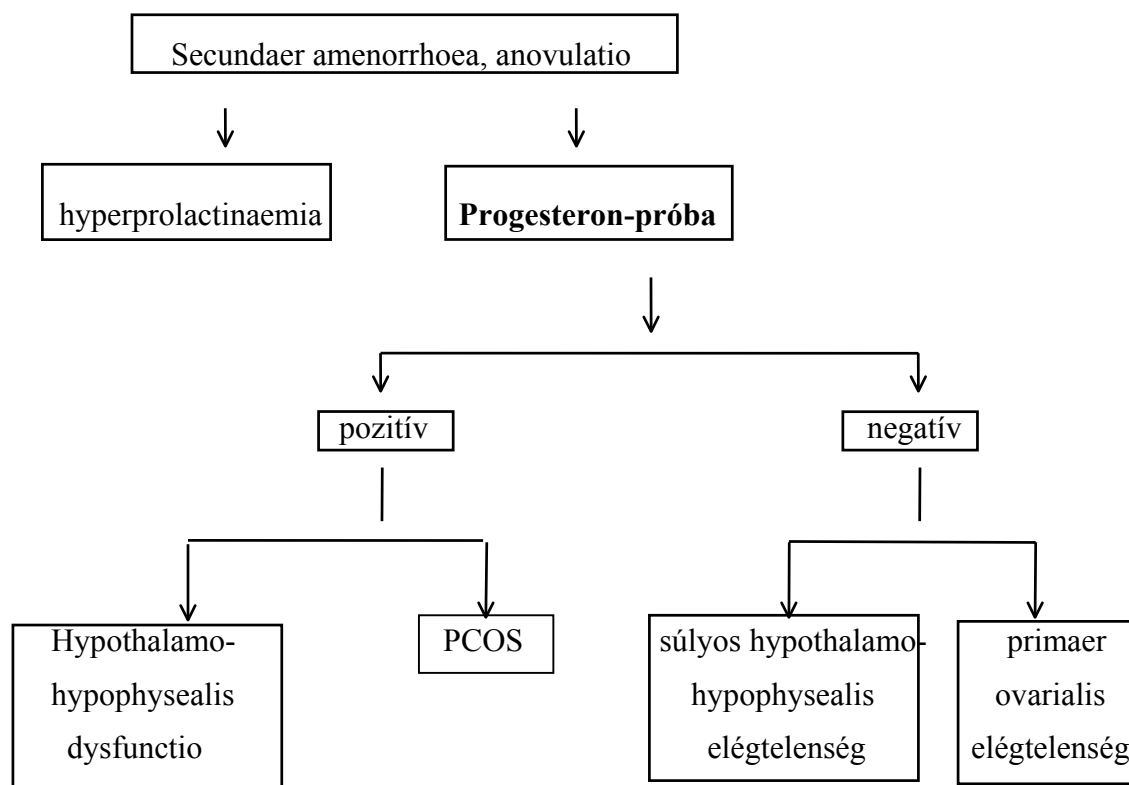 Secundaer amenorrhoea, anovulatio
hyperprolactinaemia
Progesteron-próba
pozitív
negatív
Hypothalamo-
hypophysealis
dysfunctio
PCOS
súlyos hypothalamo-
hypophysealis
elégtelenség
primaer
ovarialis
elégtelenség